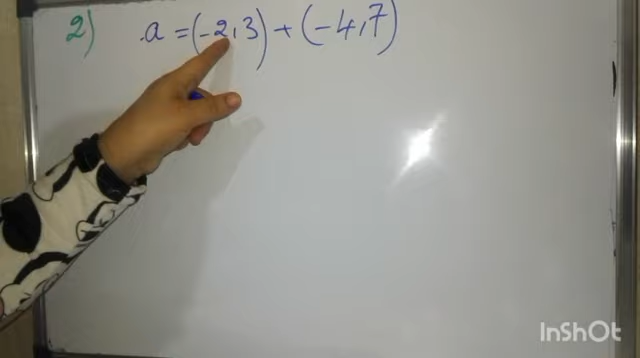 2) .a = (-2,3) + (-4,7)
InShOt